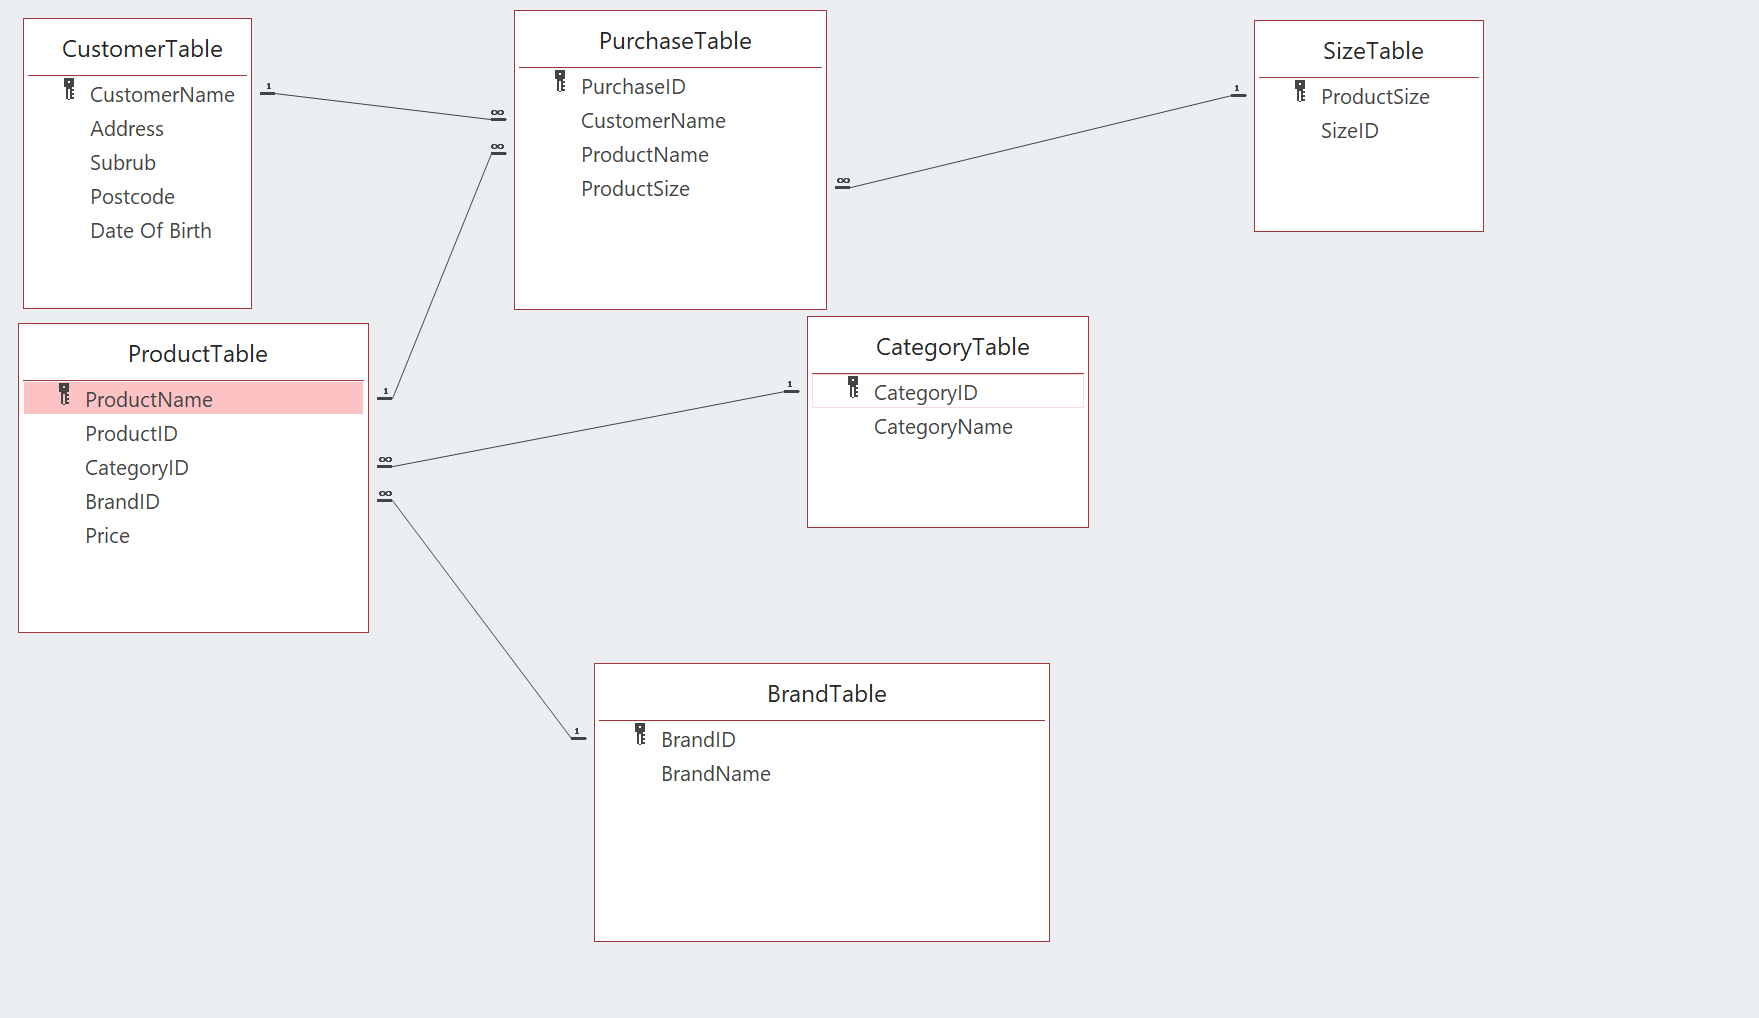 CustomerTable
CustomerName
Address
Subrub
Postcode
Date Of Birth
1
∞
PurchaseTable
PurchaseID
CustomerName
ProductName
ProductSize
∞
∞
1
SizeTable
ProductSize
SizeID
ProductTable
ProductName
ProductID
CategoryID
BrandID
Price
1
∞
∞
1
CategoryTable
CategoryID
CategoryName
1
BrandTable
BrandID
BrandName